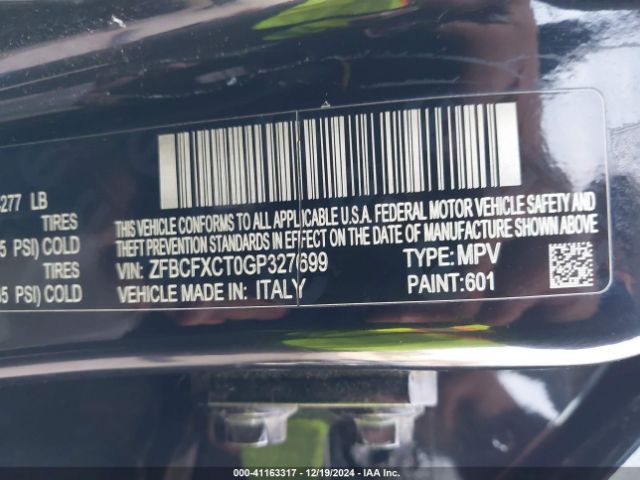 277 LB
TIRES
PSI) COLD
TIRES
PSI) COLD
THIS VEHICLE CONFORMS TO ALL APPLICABLE U.S.A. FEDERAL MOTOR VEHICLE SAFETY AND
THEFT PREVENTION STANDARDS IN EFFECT ON THE DATE OF MANUFACTURE SHOWN ABOVE.
VIN: ZFBCFXCT0GP327699 TYPE: MPV
VEHICLE MADE IN: ITALY PAINT:601
000-41163317 - 12/19/2024 - IAA Inc.